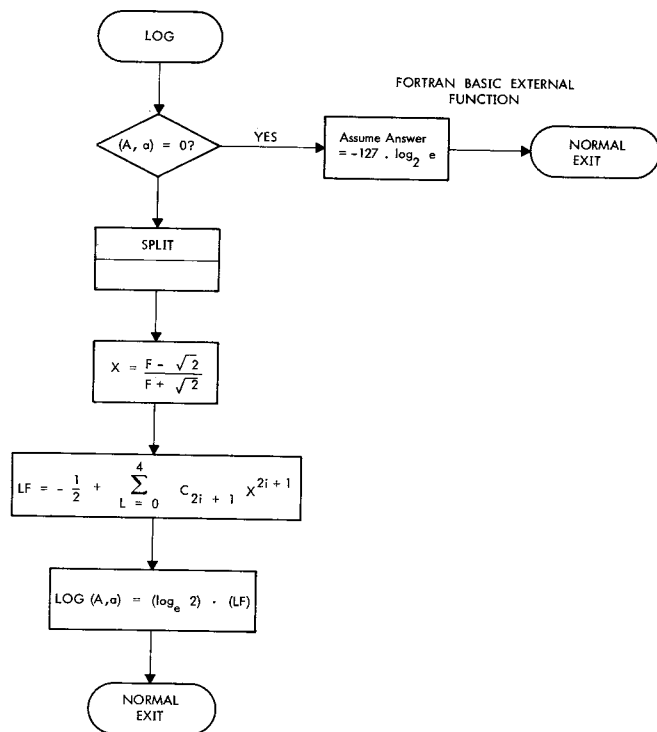 LOG
FORTRAN BASIC EXTERNAL
FUNCTION
(A, a) = 0?
YES
Assume Answer
= -127 . log₂ e
NORMAL
EXIT
SPLIT
X = (F - √2) / (F + √2)
LF = - 1/2 + 4 ∑ L = 0 C₂ᵢ ₊ ₁ X²ⁱ⁺¹
LOG (A,a) = (logₑ 2) · (LF)
NORMAL
EXIT